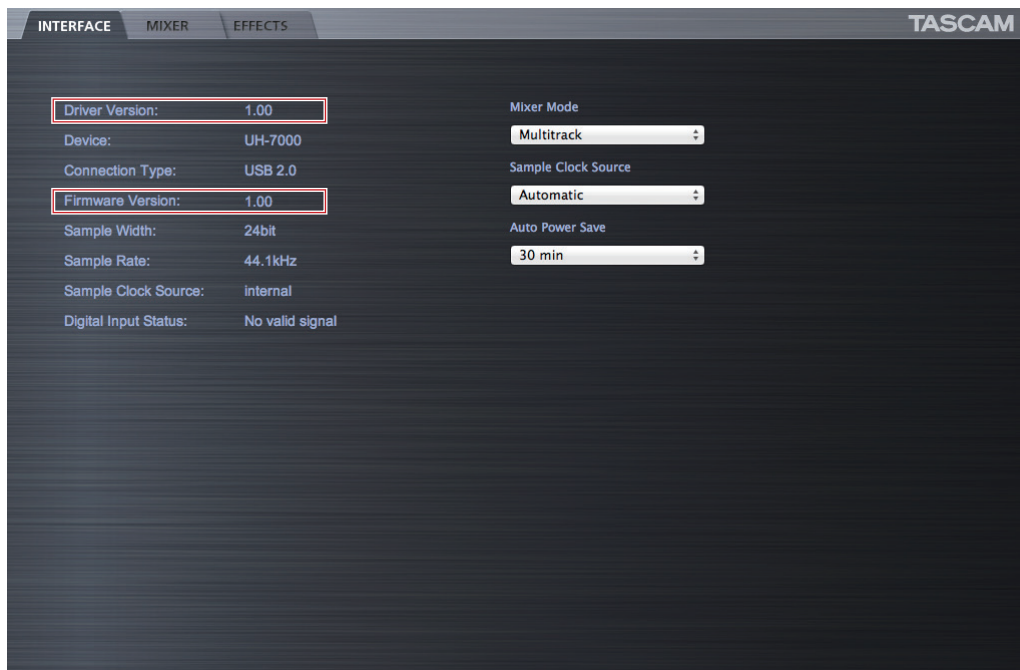 INTERFACE MIXER EFFECTS TASCAM
Driver Version: 1.00
Device: UH-7000
Connection Type: USB 2.0
Firmware Version: 1.00
Sample Width: 24bit
Sample Rate: 44.1kHz
Sample Clock Source: internal
Digital Input Status: No valid signal
Mixer Mode
Multitrack
Sample Clock Source
Automatic
Auto Power Save
30 min